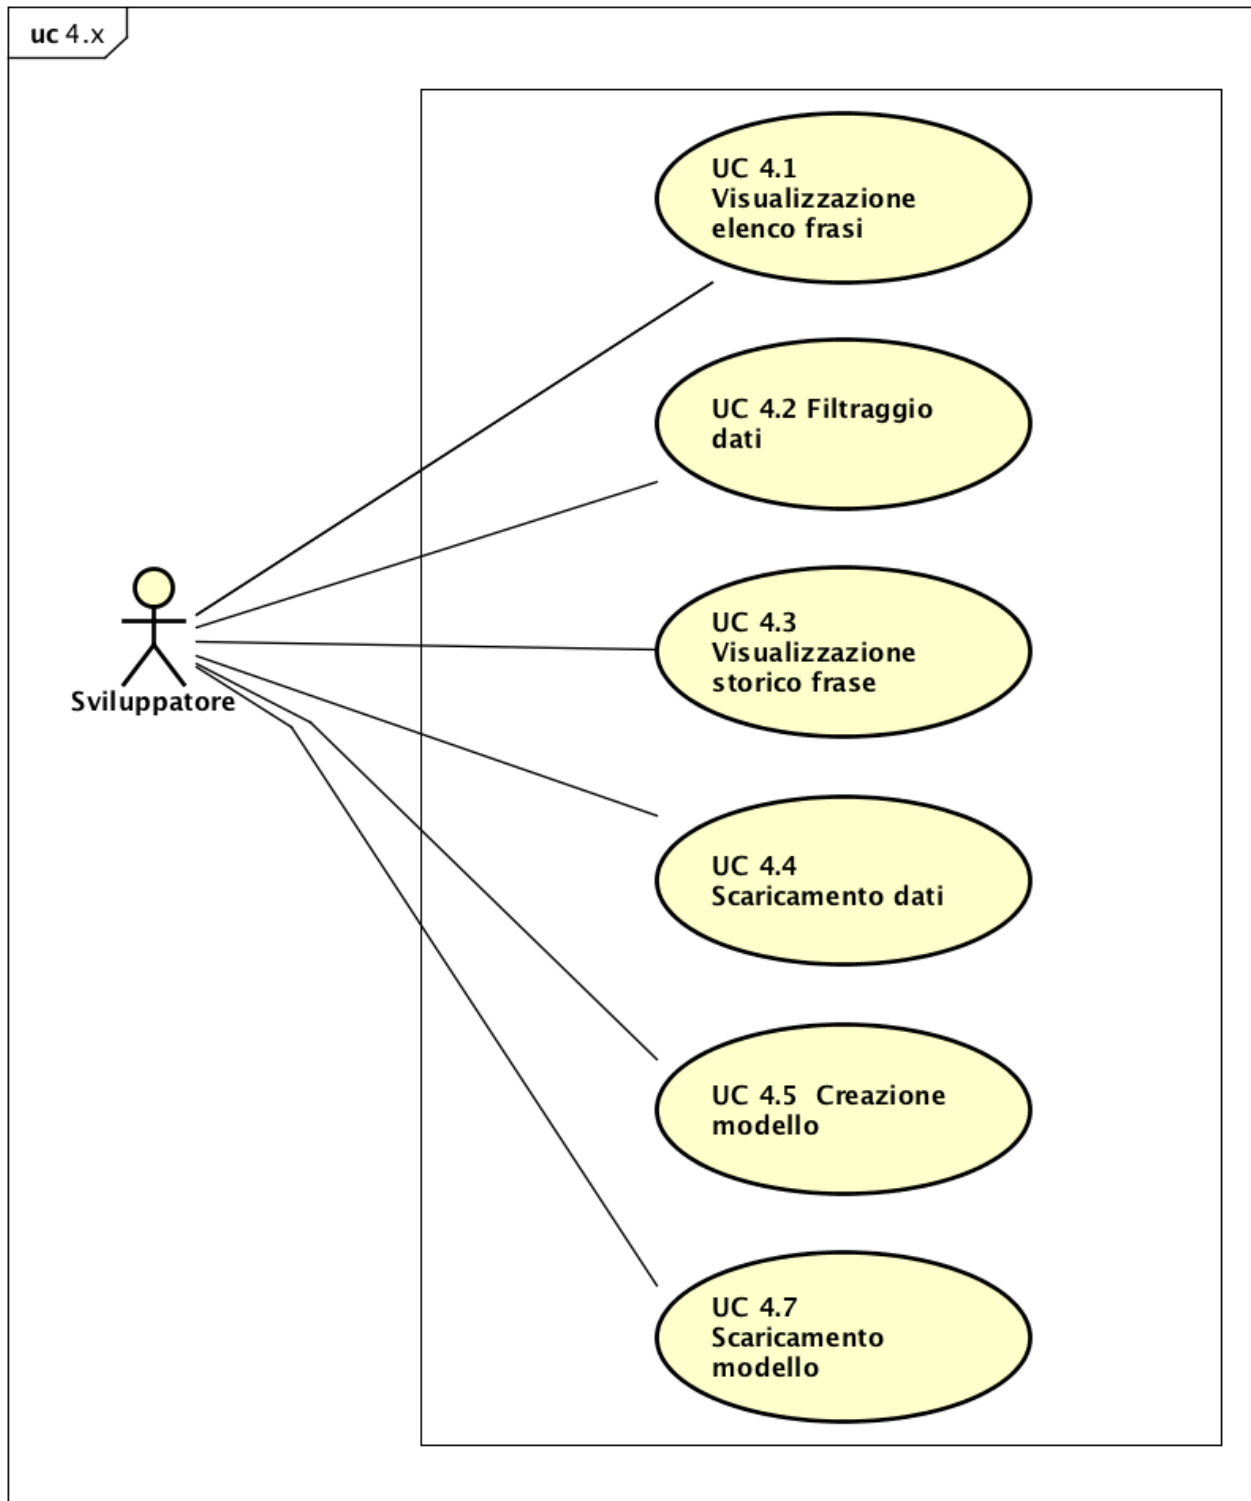 uc 4.x
UC 4.1
Visualizzazione
elenco frasi
UC 4.2 Filtraggio
dati
UC 4.3
Visualizzazione
storico frase
Sviluppatore
UC 4.4
Scaricamento dati
UC 4.5 Creazione
modello
UC 4.7
Scaricamento
modello